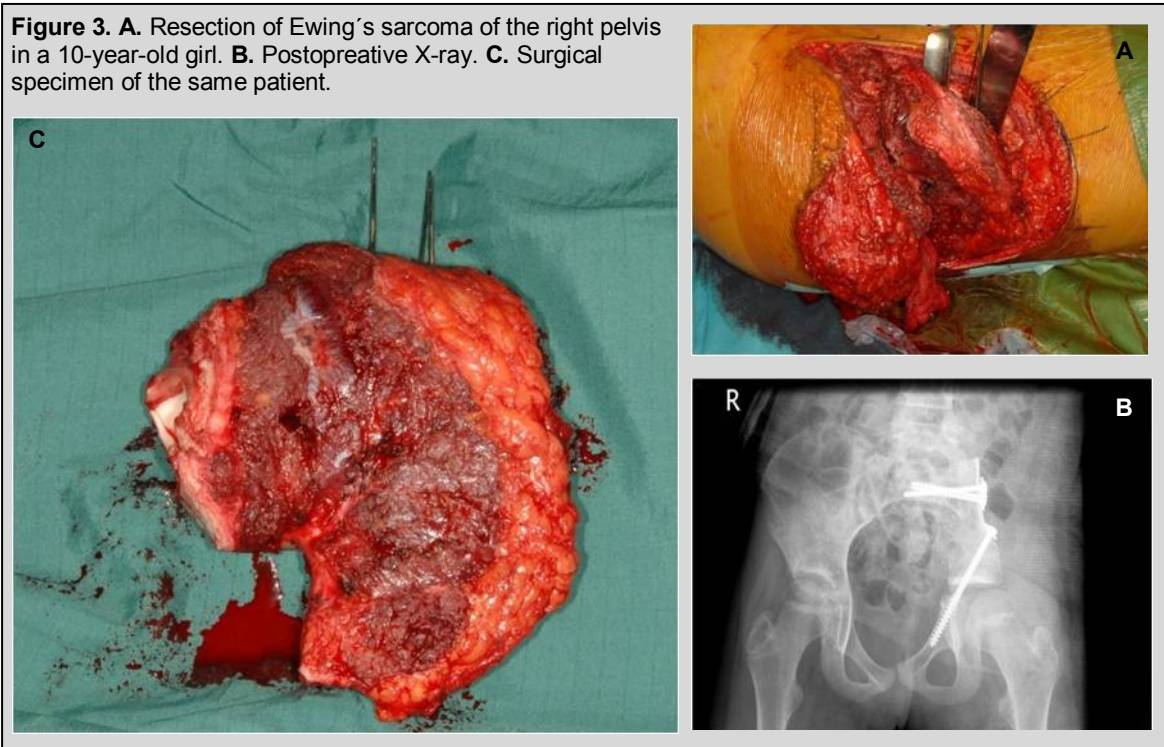 Figure 3. A. Resection of Ewing´s sarcoma of the right pelvis
in a 10-year-old girl. B. Postopreative X-ray. C. Surgical
specimen of the same patient.
A
C
R
B